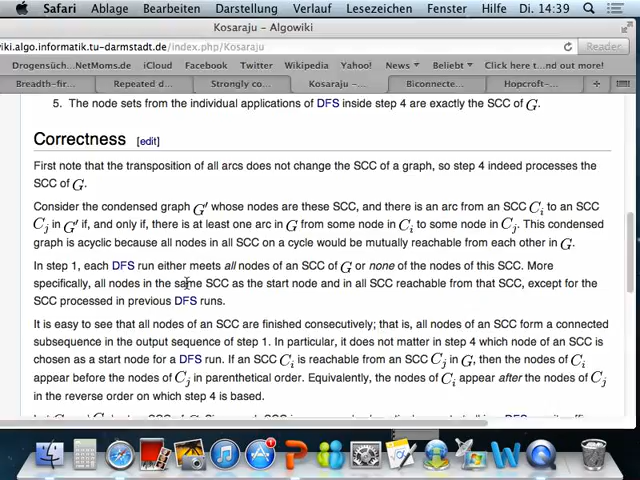 Safari Ablage Bearbeiten Darstellung Verlauf Lesezeichen Fenster Hilfe Di. 14:39
Kosaraju – Algowiki
iki.algo.informatik.tu-darmstadt.de/index.php/Kosaraju Reader
Drogensüch...NetMoms.de iCloud Facebook Twitter Wikipedia Yahoo! News Beliebt Click here t...nd out more!
Breadth-fir... Repeated d... Strongly co... Kosaraju – ... Biconnecte... Hopcroft-... +
5. The node sets from the individual applications of DFS inside step 4 are exactly the SCC of G.
Correctness [edit]
First note that the transposition of all arcs does not change the SCC of a graph, so step 4 indeed processes the
SCC of G.
Consider the condensed graph G′ whose nodes are these SCC, and there is an arc from an SCC Ci to an SCC
Cj in G′ if, and only if, there is at least one arc in G from some node in Ci to some node in Cj. This condensed
graph is acyclic because all nodes in all SCC on a cycle would be mutually reachable from each other in G.
In step 1, each DFS run either meets all nodes of an SCC of G or none of the nodes of this SCC. More
specifically, all nodes in the same SCC as the start node and in all SCC reachable from that SCC, except for the
SCC processed in previous DFS runs.
It is easy to see that all nodes of an SCC are finished consecutively; that is, all nodes of an SCC form a connected
subsequence in the output sequence of step 1. In particular, it does not matter in step 4 which node of an SCC is
chosen as a start node for a DFS run. If an SCC Ci is reachable from an SCC Cj in G, then the nodes of Ci
appear before the nodes of Cj in parenthetical order. Equivalently, the nodes of Ci appear after the nodes of Cj
in the reverse order on which step 4 is based.